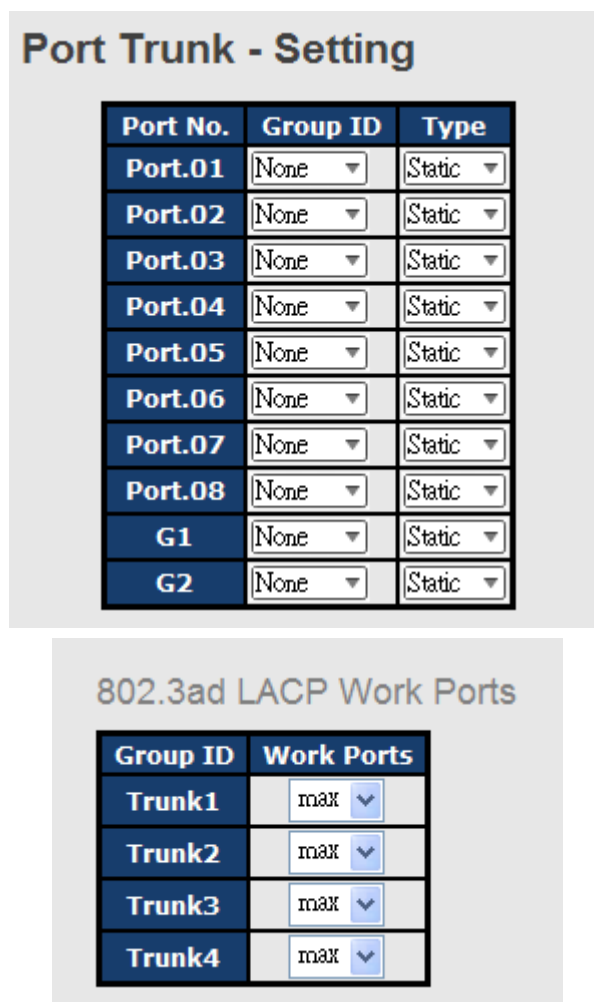 Port Trunk - Setting
Port No. Group ID Type
Port.01 None Static
Port.02 None Static
Port.03 None Static
Port.04 None Static
Port.05 None Static
Port.06 None Static
Port.07 None Static
Port.08 None Static
G1 None Static
G2 None Static
802.3ad LACP Work Ports
Group ID Work Ports
Trunk1 max
Trunk2 max
Trunk3 max
Trunk4 max